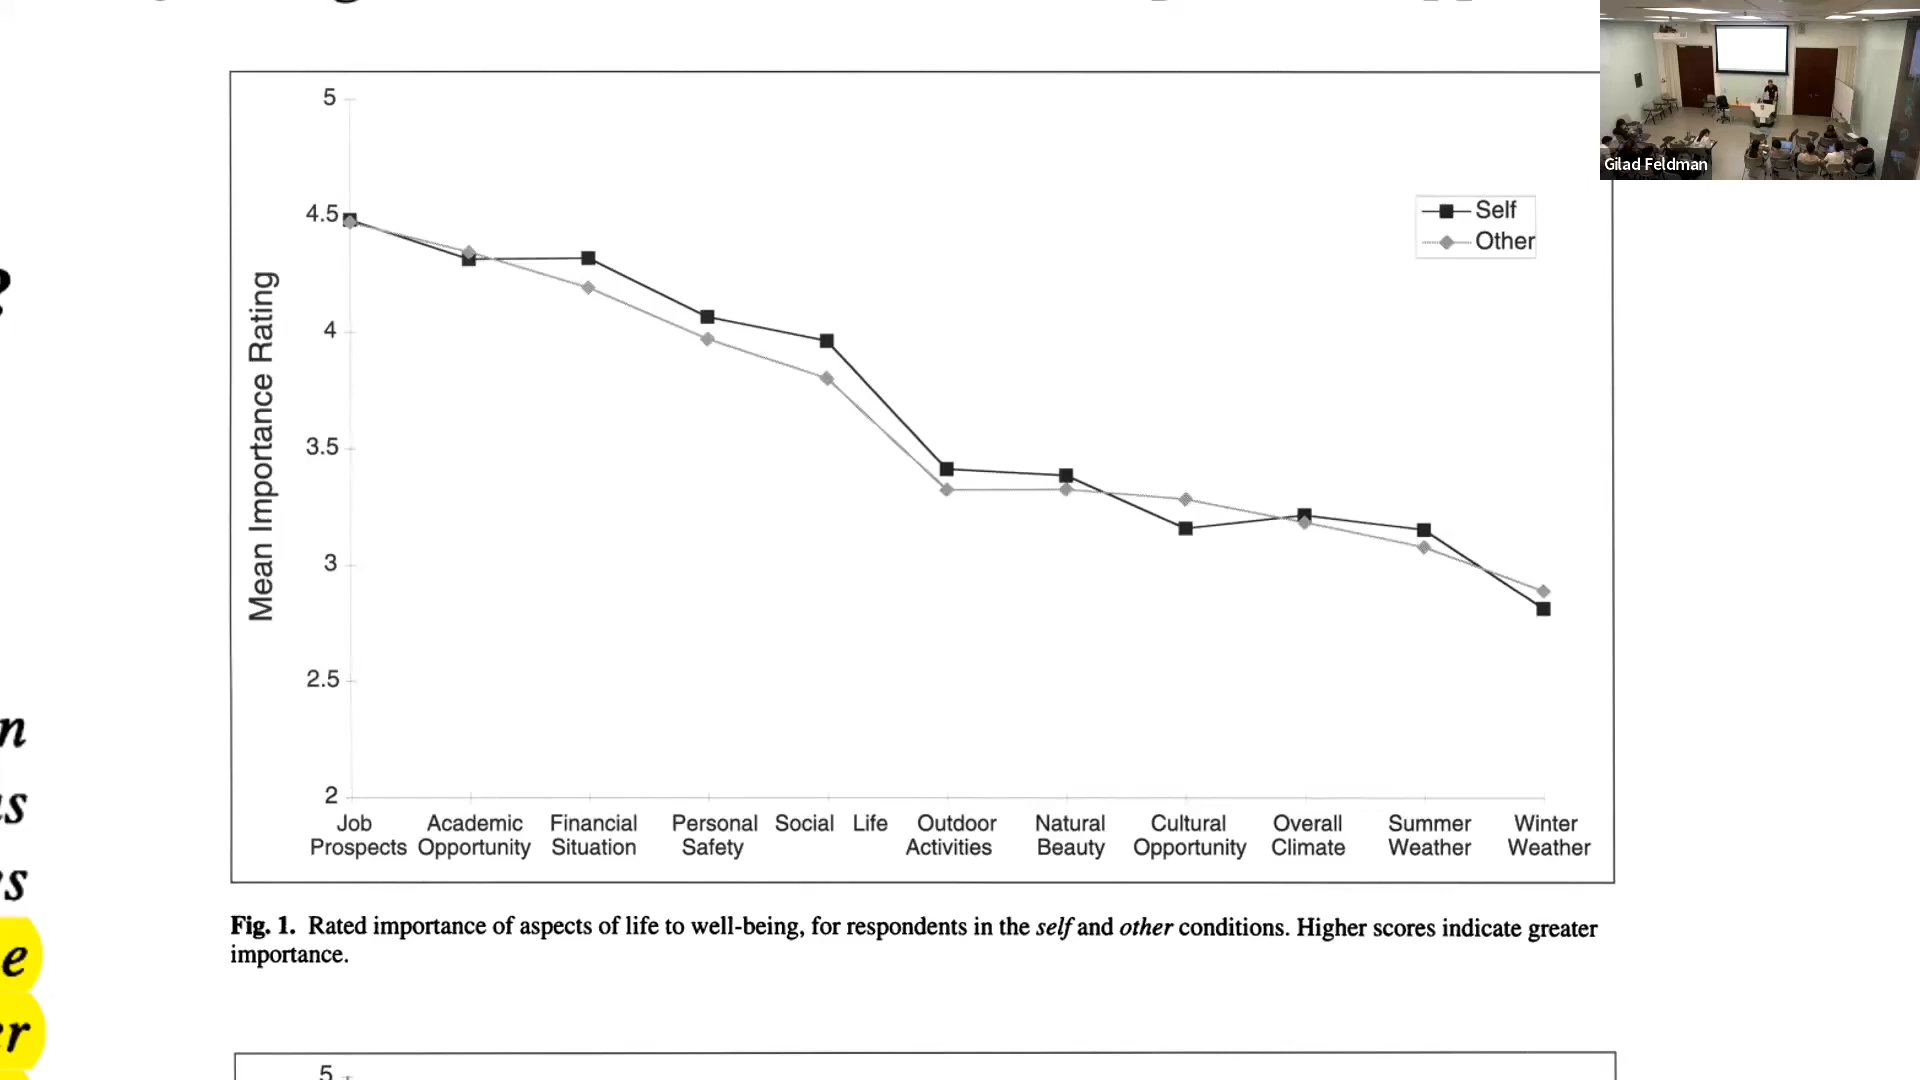 5
4.5
4
3.5
3
2.5
2
Mean Importance Rating
Self
Other
Job Prospects
Academic Opportunity
Financial Situation
Personal Safety
Social Life
Outdoor Activities
Natural Beauty
Cultural Opportunity
Overall Climate
Summer Weather
Winter Weather
Fig. 1. Rated importance of aspects of life to well-being, for respondents in the self and other conditions. Higher scores indicate greater
importance.
5
?
n
s
e
r
Gilad Feldman